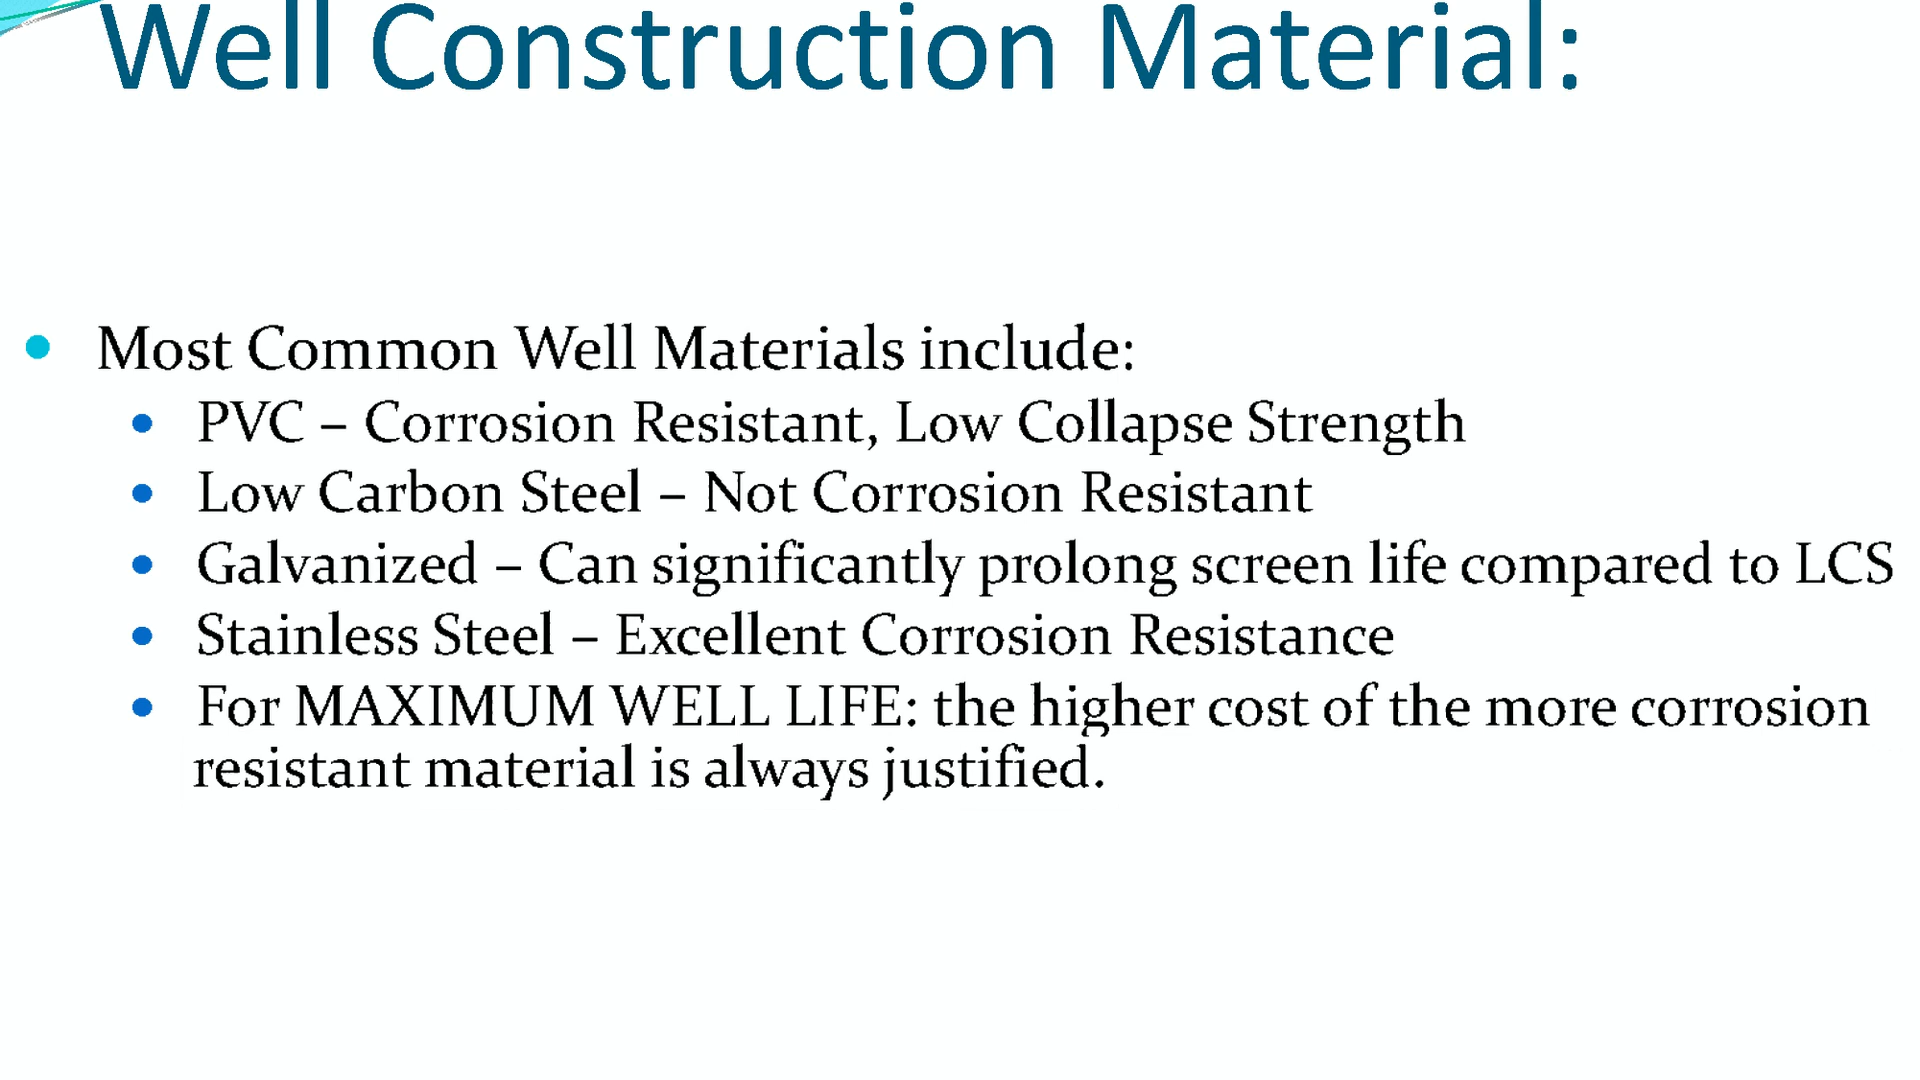 Well Construction Material:
Most Common Well Materials include:
PVC – Corrosion Resistant, Low Collapse Strength
Low Carbon Steel – Not Corrosion Resistant
Galvanized – Can significantly prolong screen life compared to LCS
Stainless Steel – Excellent Corrosion Resistance
For MAXIMUM WELL LIFE: the higher cost of the more corrosion
resistant material is always justified.